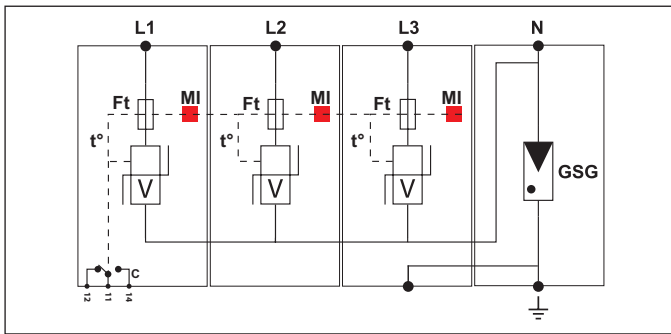 L1 L2 L3 N
Ft MI Ft MI Ft MI
t° t° t°
V V V GSG
C
12 11 14